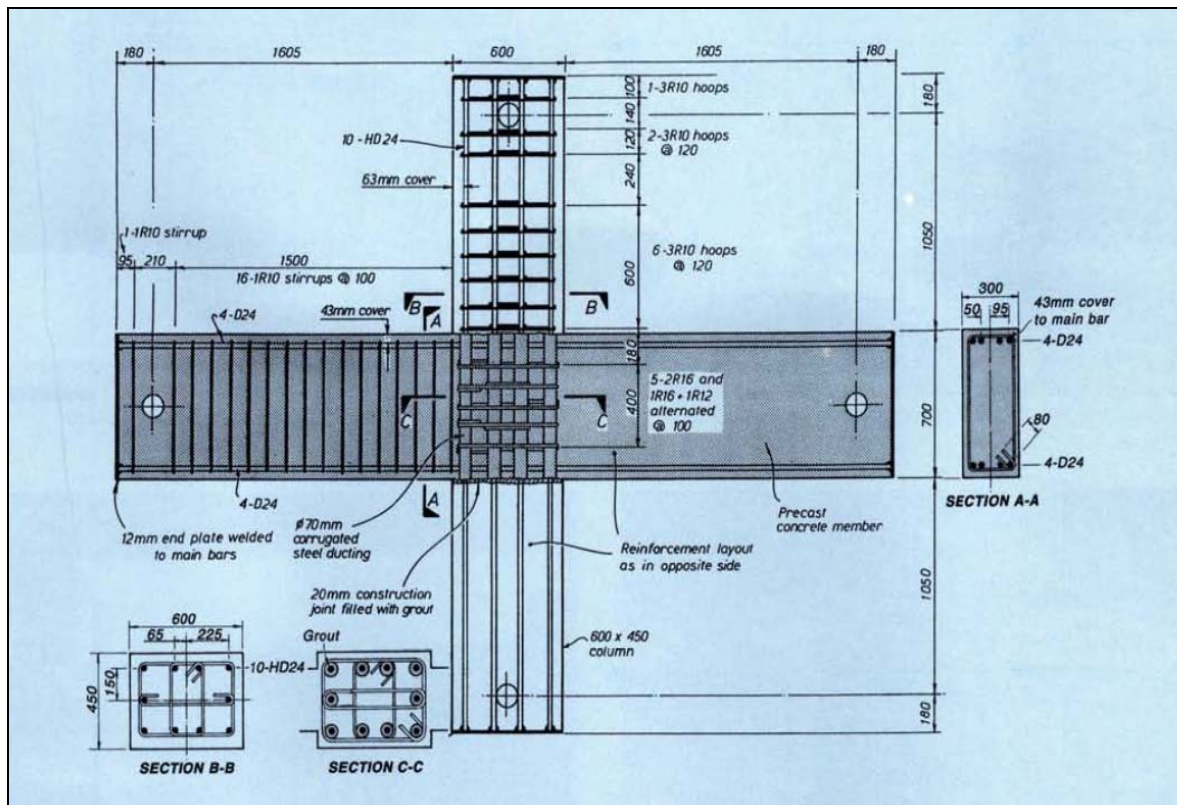 180
1605
600
1605
180
100
1-3R10 hoops
140
180
10-HD24
120
2-3R10 hoops
@ 120
63mm cover
240
1-1R10 stirrup
95
210
1500
16-1R10 stirrups @ 100
600
6-3R10 hoops
@ 120
1050
B
A
B
43mm cover
4-D24
180
300
43mm cover
to main bar
50
95
4-D24
C
C
400
5-2R16 and
1R16 + 1R12
alternated
@ 100
700
80
4-D24
SECTION A-A
4-D24
A
12mm end plate welded
to main bars
Ø70mm
corrugated
steel ducting
Precast
concrete member
Reinforcement layout
as in opposite side
20mm construction
joint filled with grout
1050
600
65
225
Grout
10-HD24
450
150
600 x 450
column
180
SECTION B-B
SECTION C-C